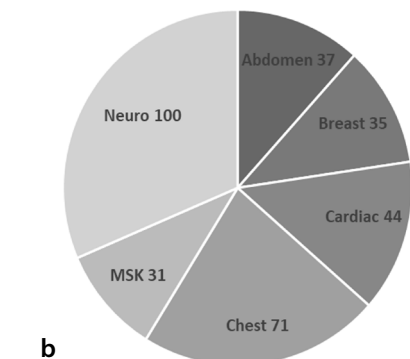 Abdomen 37
Breast 35
Cardiac 44
Chest 71
MSK 31
Neuro 100
b